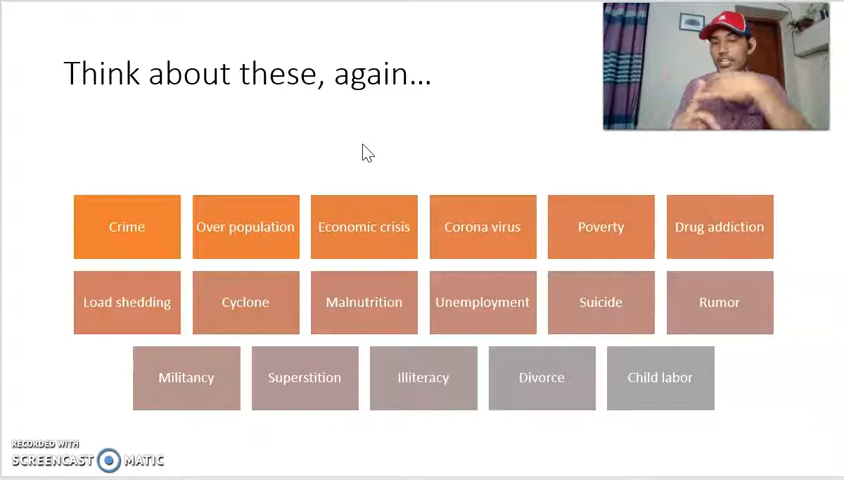 Think about these, again...
Crime
Over population
Economic crisis
Corona virus
Poverty
Drug addiction
Load shedding
Cyclone
Malnutrition
Unemployment
Suicide
Rumor
Militancy
Superstition
Illiteracy
Divorce
Child labor
RECORDED WITH
SCREENCAST MATIC